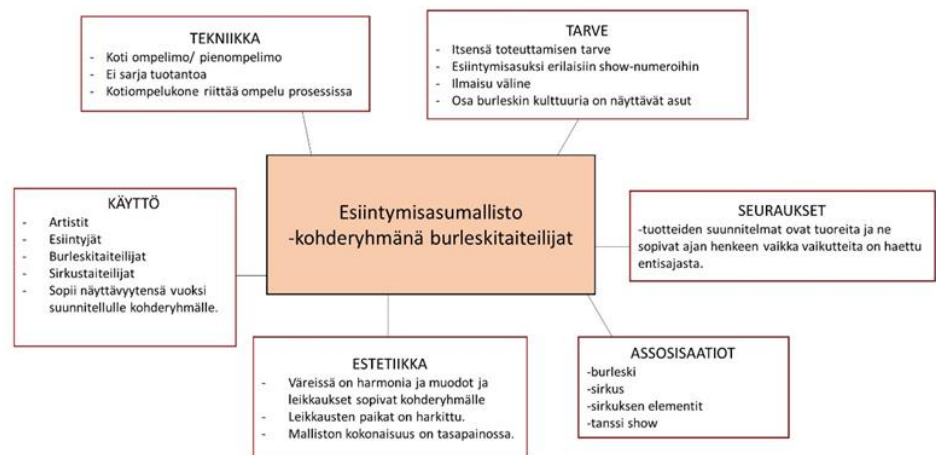 TEKNIIKKA
- Koti ompelimo/ pienompelimo
- Ei sarja tuotantoa
- Kotiompelukone riittää ompelu prosessissa
TARVE
- Itsensä toteuttamisen tarve
- Esiintymisasuksi erilaisiin show-numeroihin
- Ilmaisu väline
- Osa burleskin kulttuuria on näyttävät asut
KÄYTTÖ
- Artistit
- Esiintyjät
- Burleskitaiteilijat
- Sirkustaiteilijat
- Sopii näyttävyytensä vuoksi
suunnitellulle kohderyhmälle.
Esiintymisasumallisto
-kohderyhmänä burleskitaiteilijat
SEURAUKSET
-tuotteiden suunnitelmat ovat tuoreita ja ne
sopivat ajan henkeen vaikka vaikutteita on haettu
entisajasta.
ESTETIIKKA
- Väreissä on harmonia ja muodot ja
leikkaukset sopivat kohderyhmälle
- Leikkausten paikat on harkittu.
- Malliston kokonaisuus on tasapainossa.
ASSOSISAATIOT
-burleski
-sirkus
-sirkuksen elementit
-tanssi show